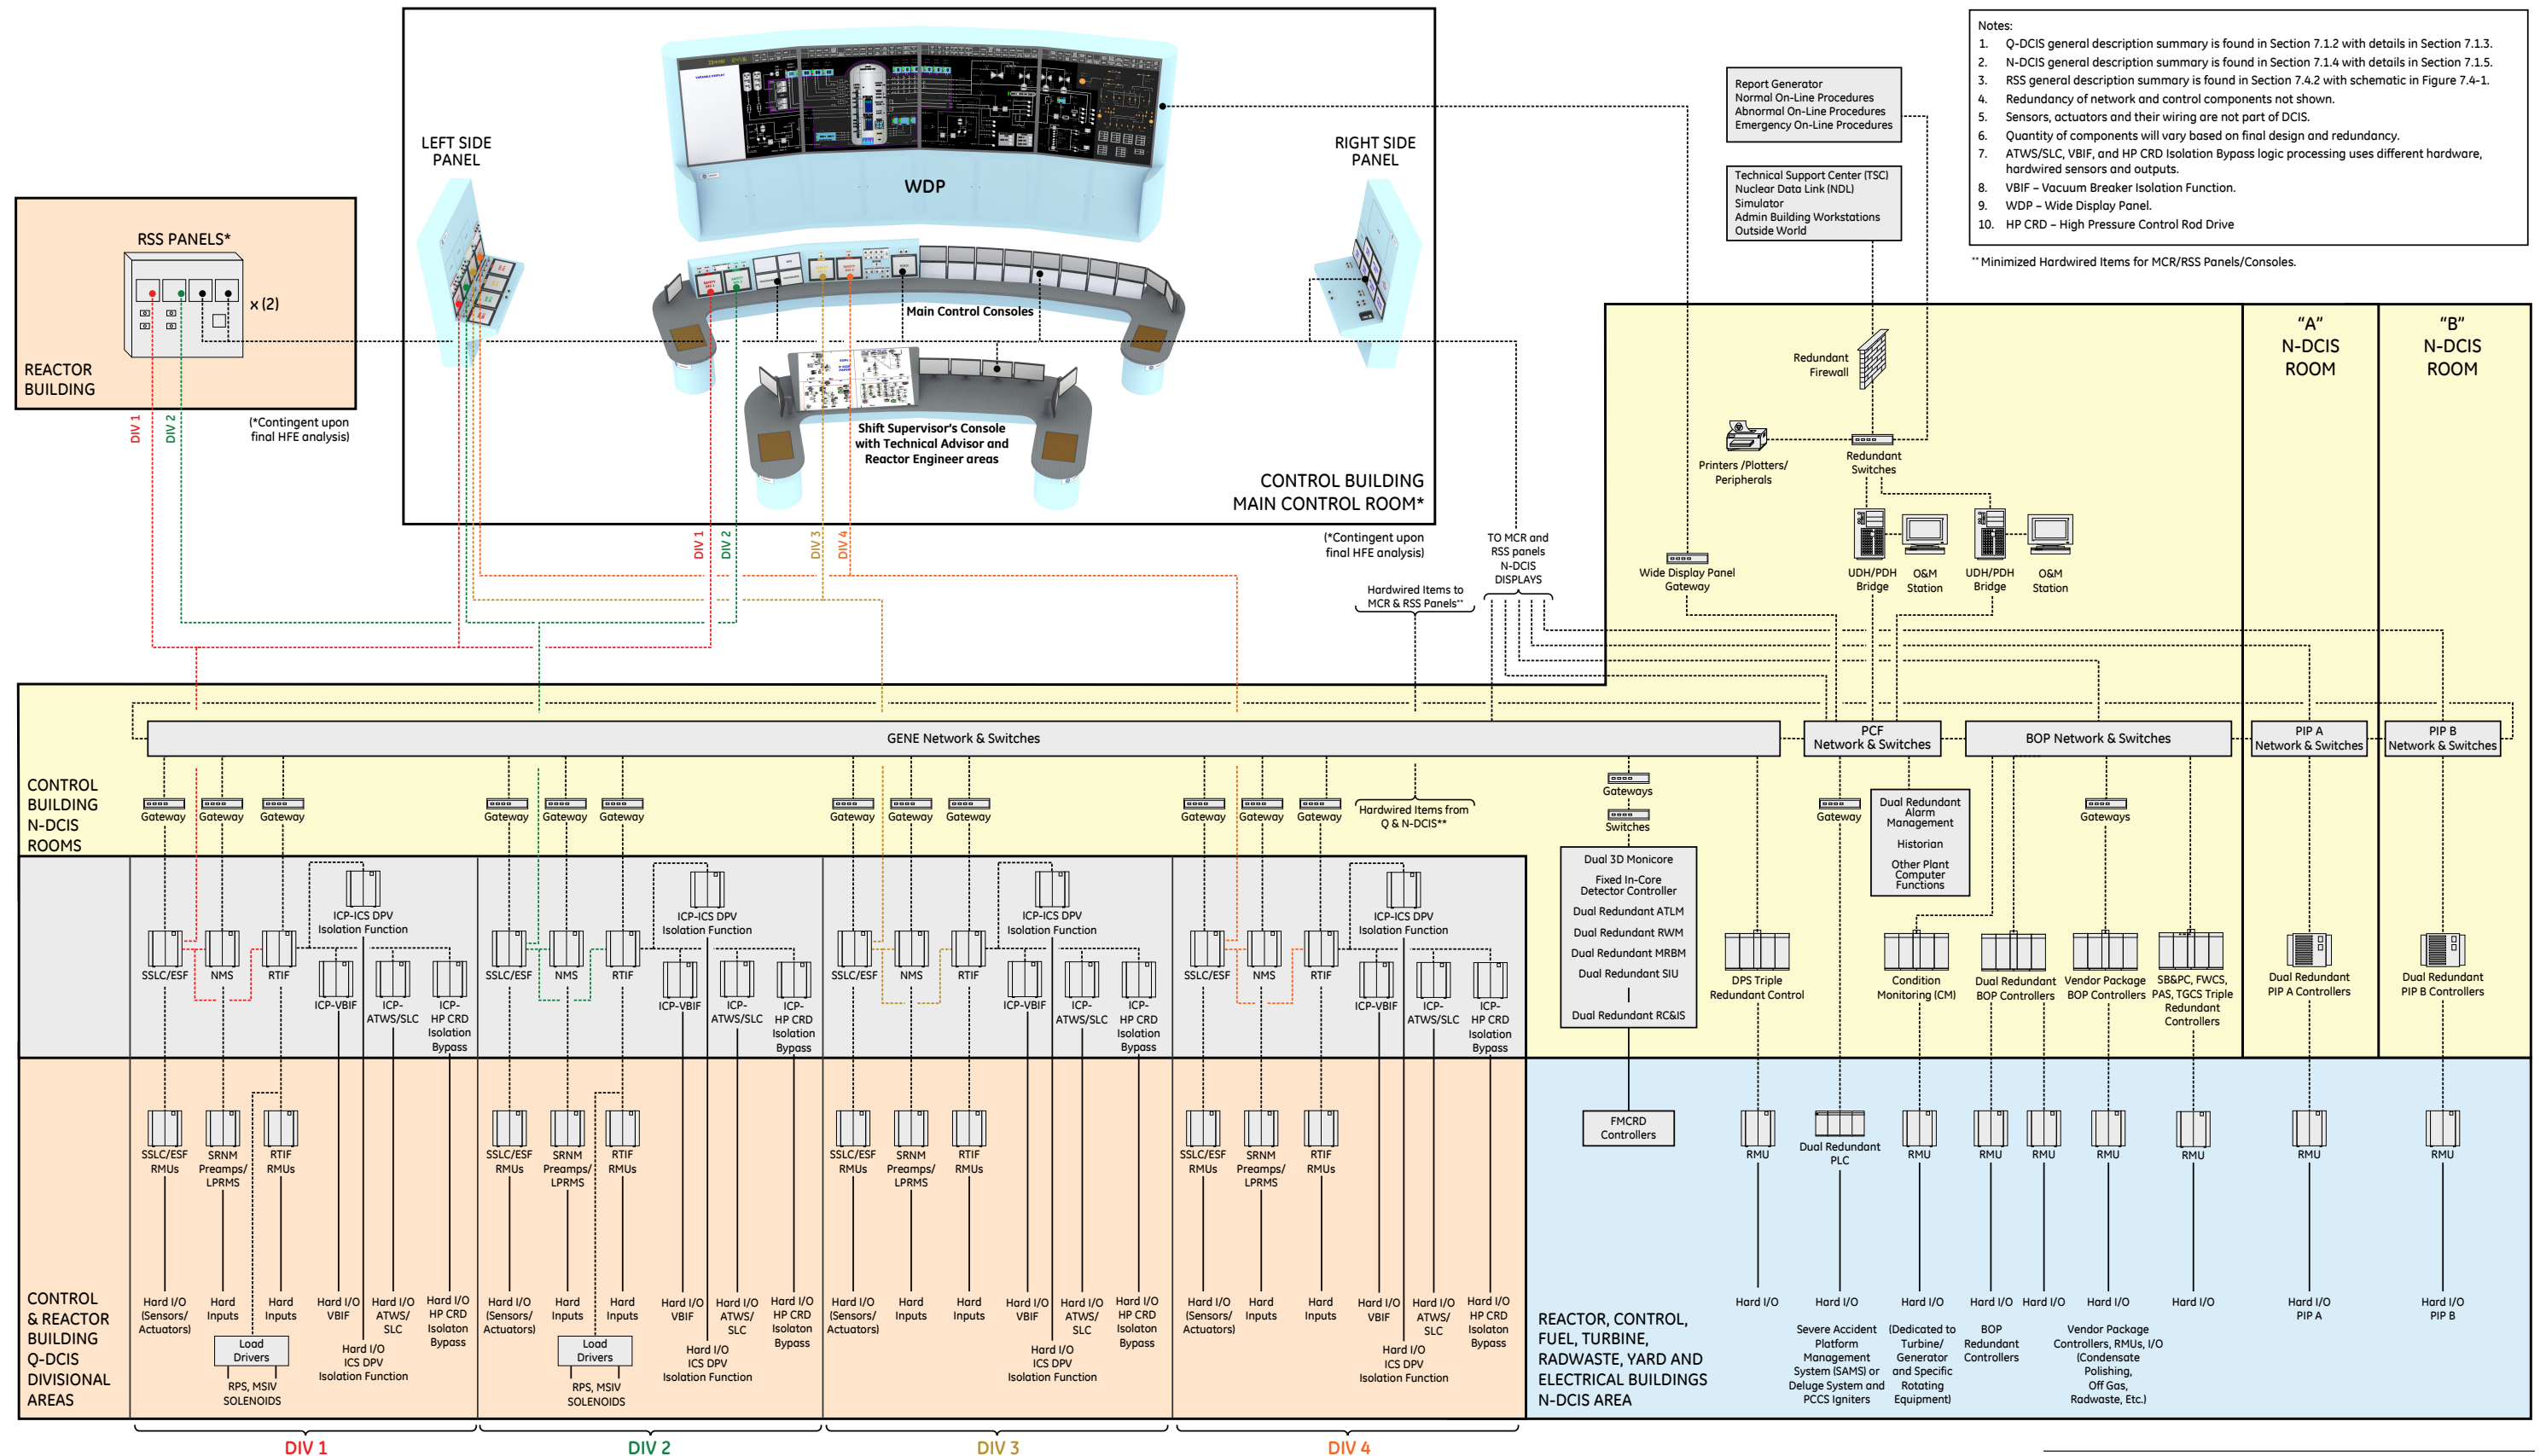 Notes:
1. Q-DCIS general description summary is found in Section 7.1.2 with details in Section 7.1.3.
2. N-DCIS general description summary is found in Section 7.1.4 with details in Section 7.1.5.
3. RSS general description summary is found in Section 7.4.2 with schematic in Figure 7.4-1.
4. Redundancy of network and control components not shown.
5. Sensors, actuators and their wiring are not part of DCIS.
6. Quantity of components will vary based on final design and redundancy.
7. ATWS/SLC, VBIF, and HP CRD Isolation Bypass logic processing uses different hardware,
hardwired sensors and outputs.
8. VBIF – Vacuum Breaker Isolation Function.
9. WDP – Wide Display Panel.
10. HP CRD – High Pressure Control Rod Drive
**Minimized Hardwired Items for MCR/RSS Panels/Consoles.
Report Generator
Normal On-Line Procedures
Abnormal On-Line Procedures
Emergency On-Line Procedures
Technical Support Center (TSC)
Nuclear Data Link (NDL)
Simulator
Admin Building Workstations
Outside World
LEFT SIDE
PANEL
WDP
RIGHT SIDE
PANEL
RSS PANELS*
x (2)
REACTOR
BUILDING
(*Contingent upon
final HFE analysis)
DIV 1
DIV 2
Main Control Consoles
Shift Supervisor's Console
with Technical Advisor and
Reactor Engineer areas
CONTROL BUILDING
MAIN CONTROL ROOM*
(*Contingent upon
final HFE analysis)
DIV 1
DIV 2
DIV 3
DIV 4
TO MCR and
RSS panels
N-DCIS
DISPLAYS
Hardwired Items to
MCR & RSS Panels**
Redundant
Firewall
Printers /Plotters/
Peripherals
Redundant
Switches
Wide Display Panel
Gateway
UDH/PDH
Bridge
O&M
Station
UDH/PDH
Bridge
O&M
Station
"A"
N-DCIS
ROOM
"B"
N-DCIS
ROOM
GENE Network & Switches
PCF
Network & Switches
BOP Network & Switches
PIP A
Network & Switches
PIP B
Network & Switches
CONTROL
BUILDING
N-DCIS
ROOMS
Gateway
Gateway
Gateway
Gateway
Gateway
Gateway
Gateway
Gateway
Gateway
Gateway
Gateway
Gateway
Hardwired Items from
Q & N-DCIS**
Gateways
Switches
Gateway
Dual Redundant
Alarm
Management
Historian
Other Plant
Computer
Functions
Gateways
Dual 3D Monicore
Fixed In-Core
Detector Controller
Dual Redundant ATLM
Dual Redundant RWM
Dual Redundant MRBM
Dual Redundant SIU
Dual Redundant RC&IS
ICP-ICS DPV
Isolation Function
SSLC/ESF
NMS
RTIF
ICP-VBIF
ICP-
ATWS/SLC
ICP-
HP CRD
Isolation
Bypass
ICP-ICS DPV
Isolation Function
SSLC/ESF
NMS
RTIF
ICP-VBIF
ICP-
ATWS/SLC
ICP-
HP CRD
Isolation
Bypass
ICP-ICS DPV
Isolation Function
SSLC/ESF
NMS
RTIF
ICP-VBIF
ICP-
ATWS/SLC
ICP-
HP CRD
Isolation
Bypass
ICP-ICS DPV
Isolation Function
SSLC/ESF
NMS
RTIF
ICP-VBIF
ICP-
ATWS/SLC
ICP-
HP CRD
Isolation
Bypass
DPS Triple
Redundant Control
Condition
Monitoring (CM)
Dual Redundant
BOP Controllers
Vendor Package
BOP Controllers
SB&PC, FWCS,
PAS, TGCS Triple
Redundant
Controllers
Dual Redundant
PIP A Controllers
Dual Redundant
PIP B Controllers
CONTROL
& REACTOR
BUILDING
Q-DCIS
DIVISIONAL
AREAS
SSLC/ESF
RMUs
SRNM
Preamps/
LPRMS
RTIF
RMUs
Hard I/O
(Sensors/
Actuators)
Hard
Inputs
Hard
Inputs
Hard I/O
VBIF
Hard I/O
ATWS/
SLC
Hard I/O
HP CRD
Isolaton
Bypass
Load
Drivers
RPS, MSIV
SOLENOIDS
Hard I/O
ICS DPV
Isolation Function
SSLC/ESF
RMUs
SRNM
Preamps/
LPRMS
RTIF
RMUs
Hard I/O
(Sensors/
Actuators)
Hard
Inputs
Hard
Inputs
Hard I/O
VBIF
Hard I/O
ATWS/
SLC
Hard I/O
HP CRD
Isolaton
Bypass
Load
Drivers
RPS, MSIV
SOLENOIDS
Hard I/O
ICS DPV
Isolation Function
SSLC/ESF
RMUs
SRNM
Preamps/
LPRMS
RTIF
RMUs
Hard I/O
(Sensors/
Actuators)
Hard
Inputs
Hard
Inputs
Hard I/O
VBIF
Hard I/O
ATWS/
SLC
Hard I/O
HP CRD
Isolaton
Bypass
Hard I/O
ICS DPV
Isolation Function
SSLC/ESF
RMUs
SRNM
Preamps/
LPRMS
RTIF
RMUs
Hard I/O
(Sensors/
Actuators)
Hard
Inputs
Hard
Inputs
Hard I/O
VBIF
Hard I/O
ATWS/
SLC
Hard I/O
HP CRD
Isolaton
Bypass
Hard I/O
ICS DPV
Isolation Function
REACTOR, CONTROL,
FUEL, TURBINE,
RADWASTE, YARD AND
ELECTRICAL BUILDINGS
N-DCIS AREA
FMCRD
Controllers
RMU
Dual Redundant
PLC
RMU
RMU
RMU
RMU
RMU
RMU
RMU
Hard I/O
Hard I/O
Severe Accident
Platform
Management
System (SAMS) or
Deluge System and
PCCS Igniters
Hard I/O
(Dedicated to
Turbine/
Generator
and Specific
Rotating
Equipment)
Hard I/O
Hard I/O
BOP
Redundant
Controllers
Hard I/O
Vendor Package
Controllers, RMUs, I/O
(Condensate
Polishing,
Off Gas,
Radwaste, Etc.)
Hard I/O
Hard I/O
PIP A
Hard I/O
PIP B
DIV 1
DIV 2
DIV 3
DIV 4